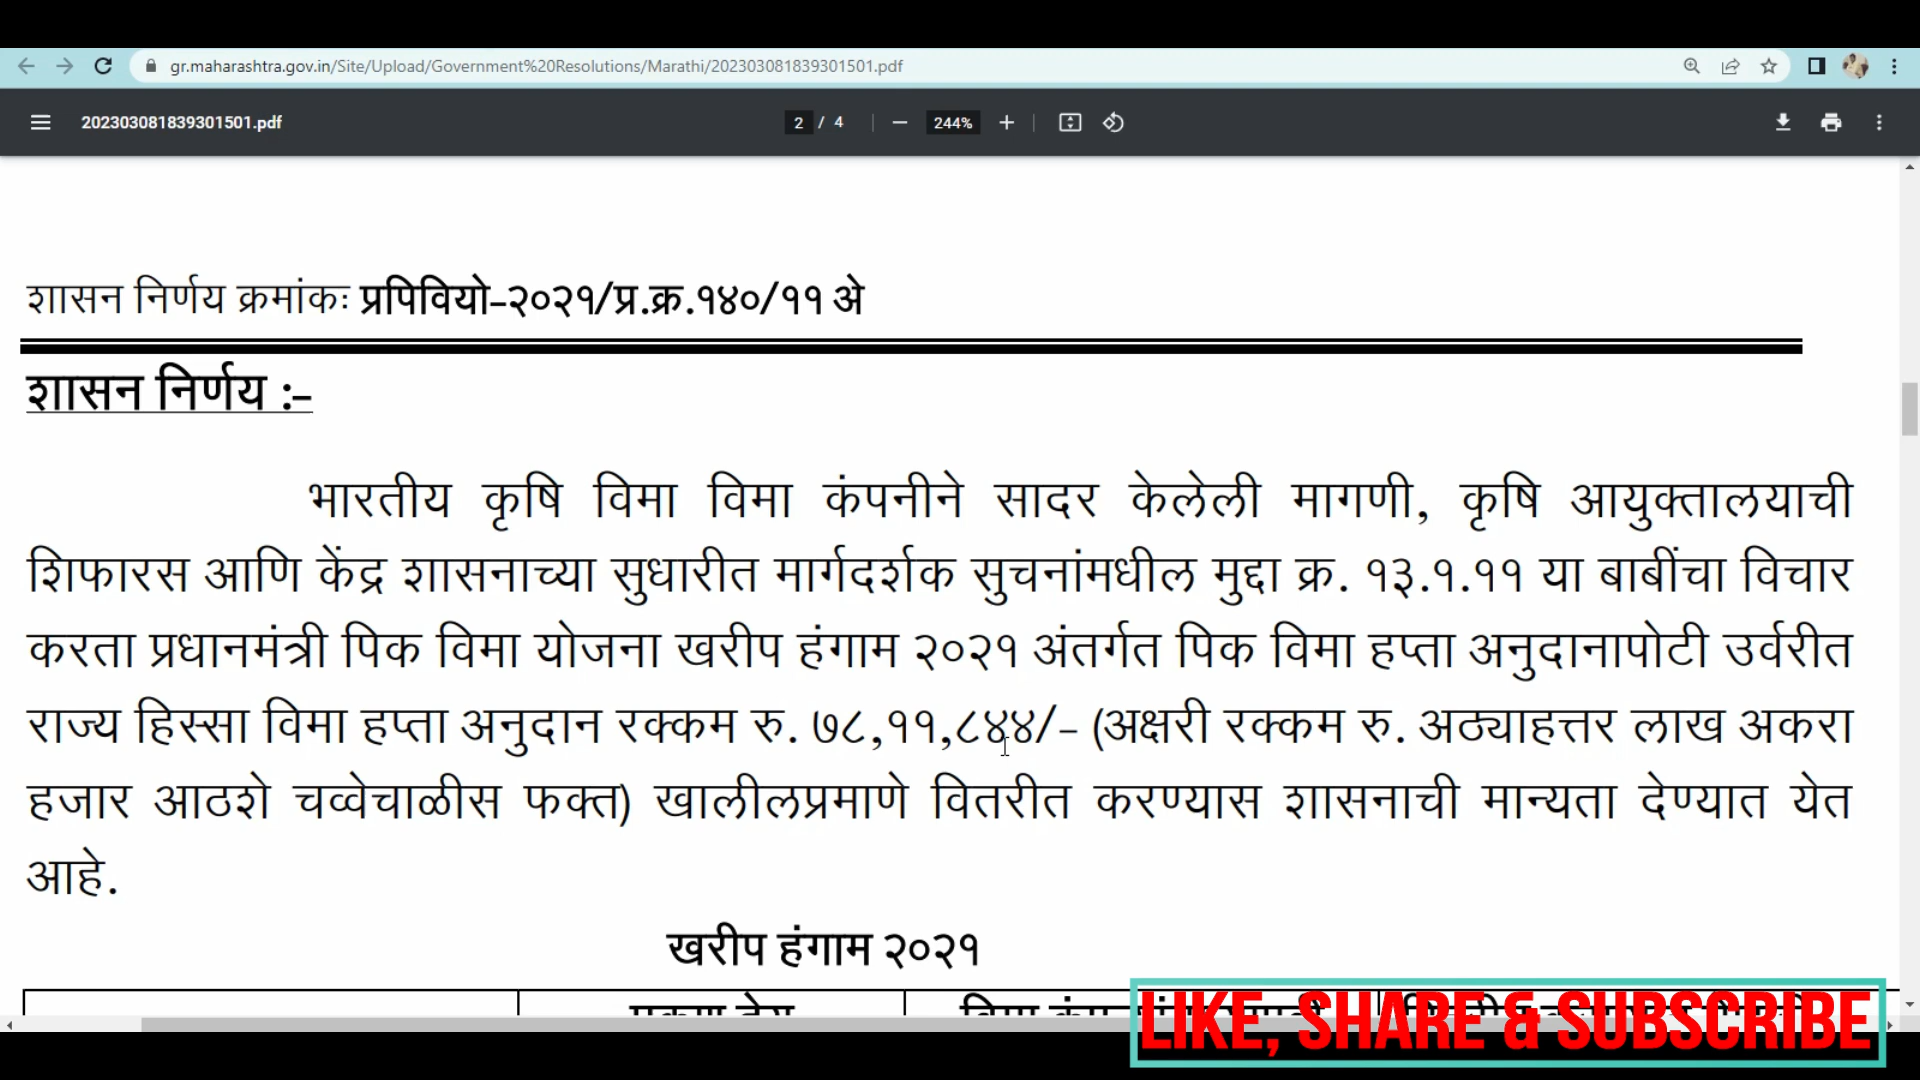 gr.maharashtra.gov.in/Site/Upload/Government%20Resolutions/Marathi/202303081839301501.pdf
202303081839301501.pdf
2 / 4
244%
शासन निर्णय क्रमांकः प्रपिवियो-२०२१/प्र.क्र.१४०/११ अे
शासन निर्णय :-
भारतीय कृषि विमा विमा कंपनीने सादर केलेली मागणी, कृषि आयुक्तालयाची
शिफारस आणि केंद्र शासनाच्या सुधारीत मार्गदर्शक सुचनांमधील मुद्दा क्र. १३.१.११ या बाबींचा विचार
करता प्रधानमंत्री पिक विमा योजना खरीप हंगाम २०२१ अंतर्गत पिक विमा हप्ता अनुदानापोटी उर्वरीत
राज्य हिस्सा विमा हप्ता अनुदान रक्कम रु. ७८,११,८४४/- (अक्षरी रक्कम रु. अठ्याहत्तर लाख अकरा
हजार आठशे चव्वेचाळीस फक्त) खालीलप्रमाणे वितरीत करण्यास शासनाची मान्यता देण्यात येत
आहे.
खरीप हंगाम २०२१
LIKE, SHARE & SUBSCRIBE